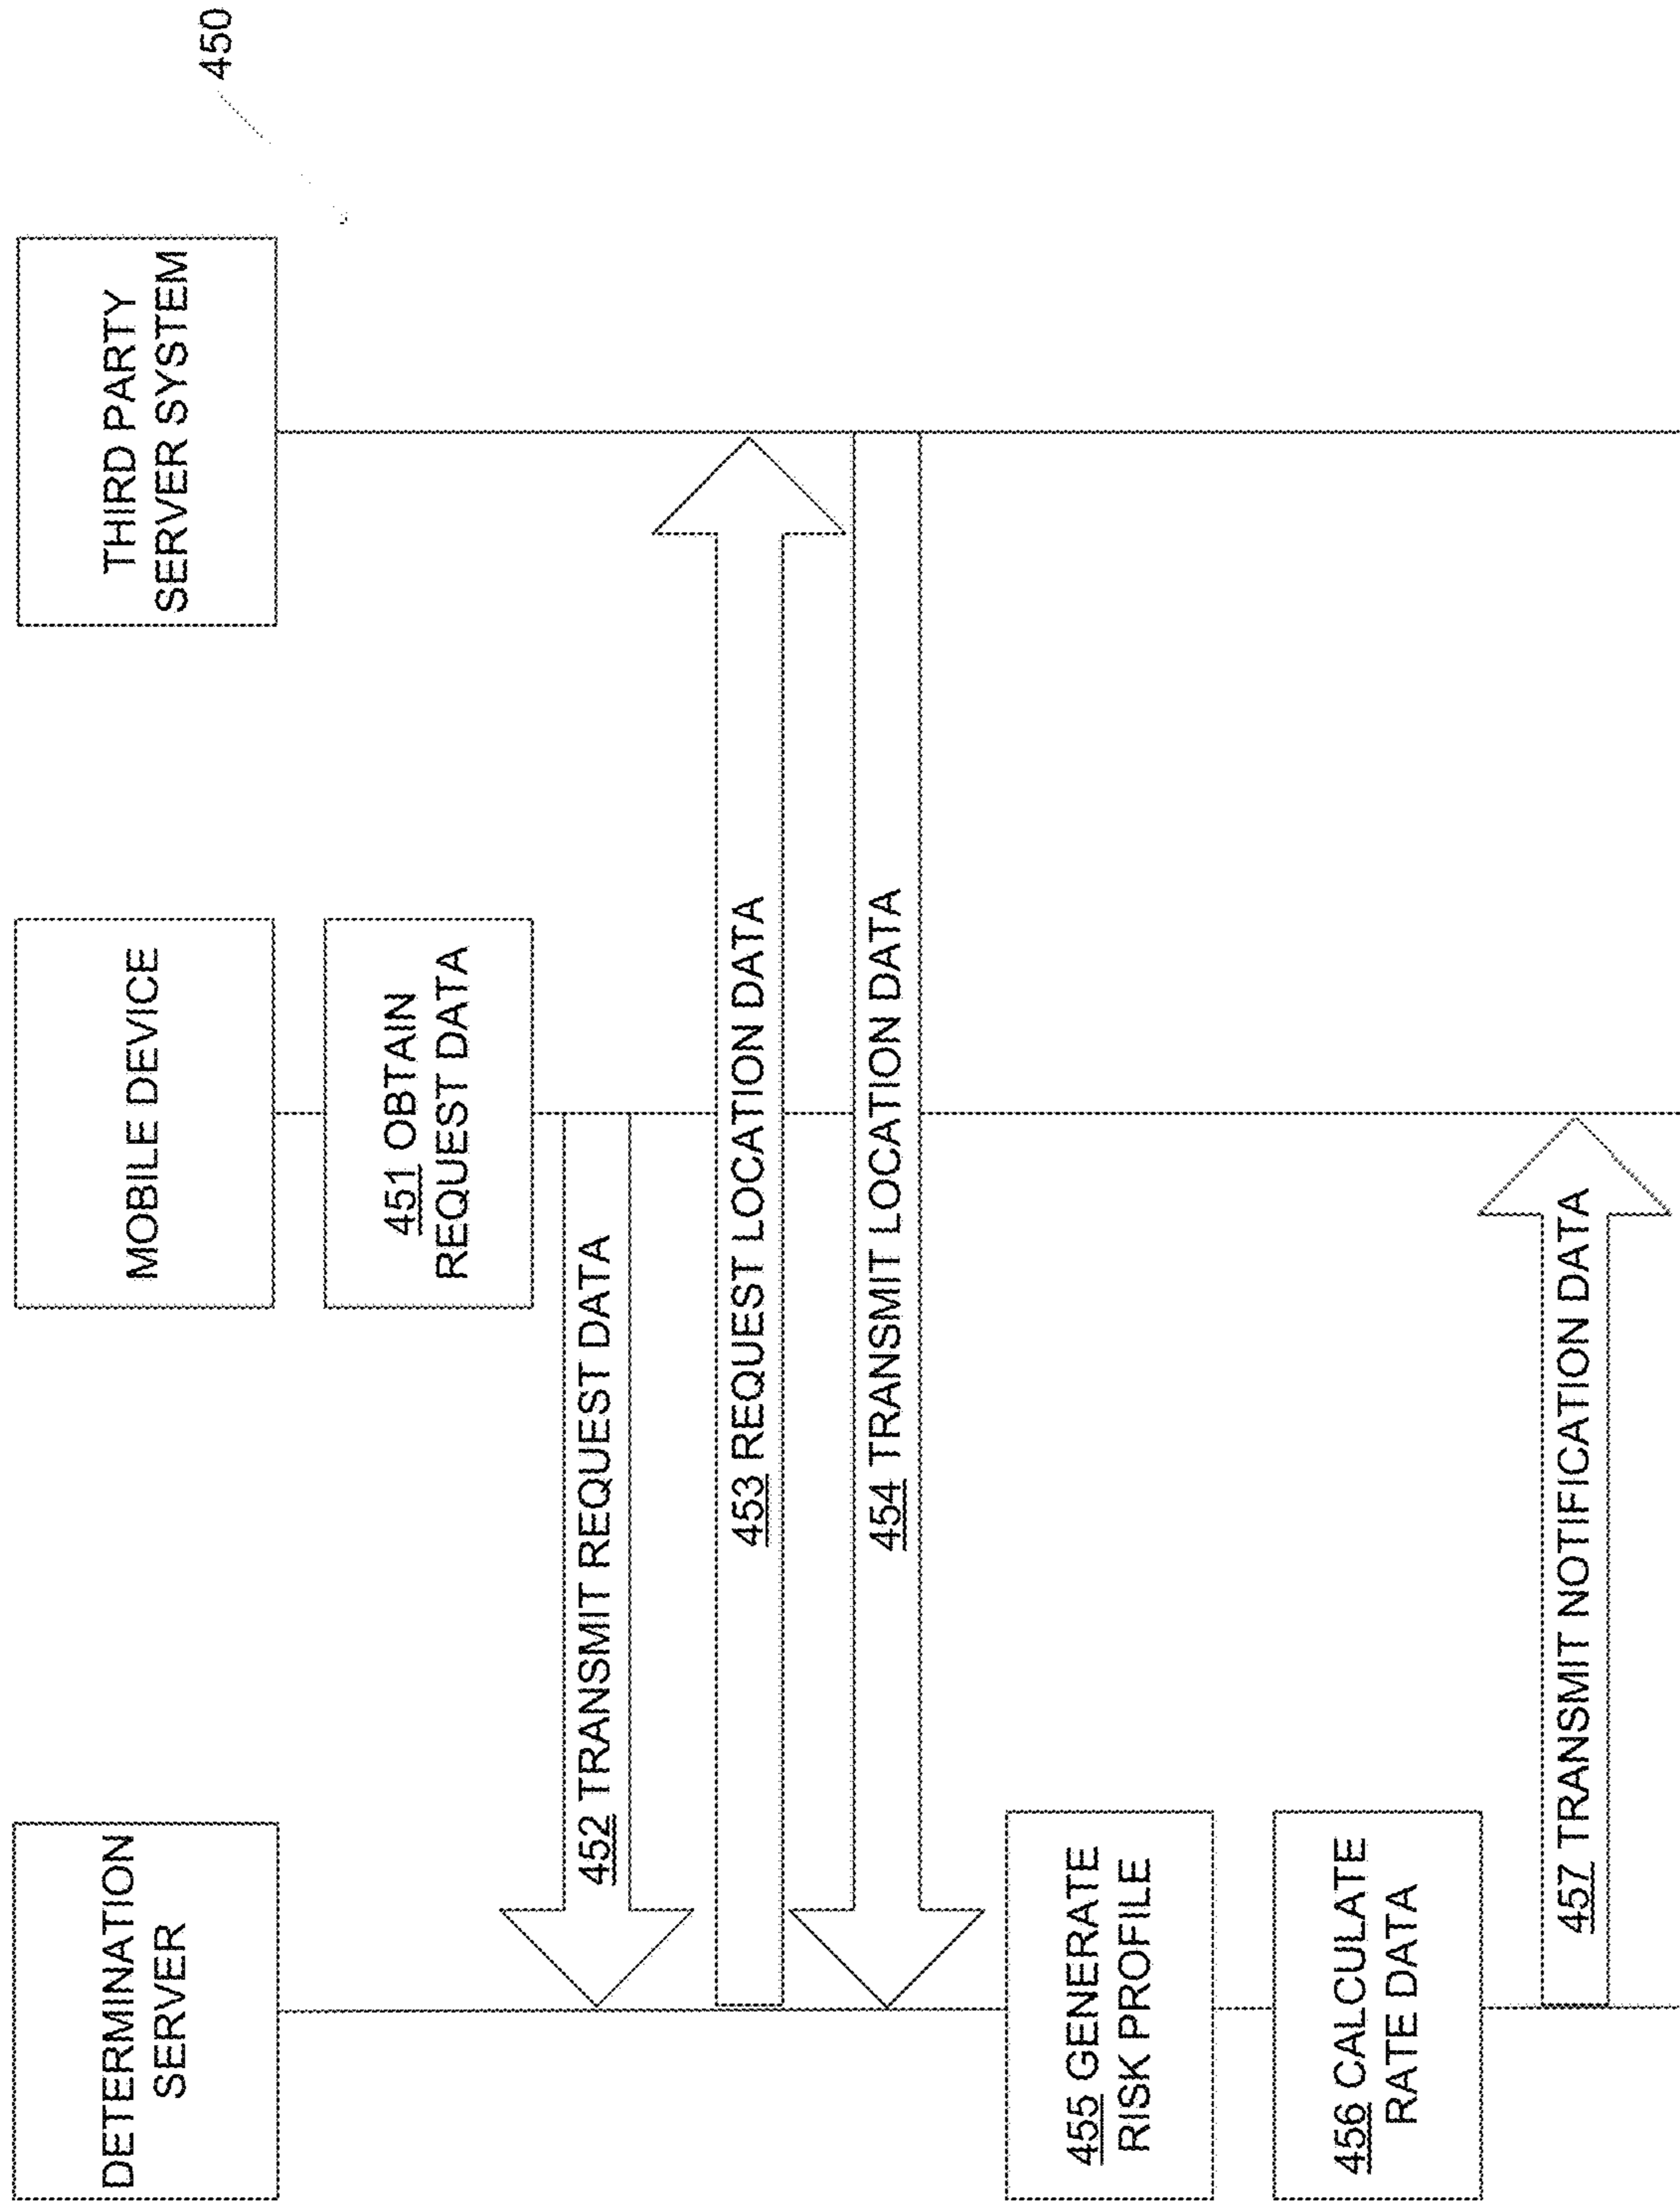 450
DETERMINATION
SERVER
MOBILE DEVICE
THIRD PARTY
SERVER SYSTEM
451 OBTAIN
REQUEST DATA
452 TRANSMIT REQUEST DATA
453 REQUEST LOCATION DATA
454 TRANSMIT LOCATION DATA
455 GENERATE
RISK PROFILE
456 CALCULATE
RATE DATA
457 TRANSMIT NOTIFICATION DATA